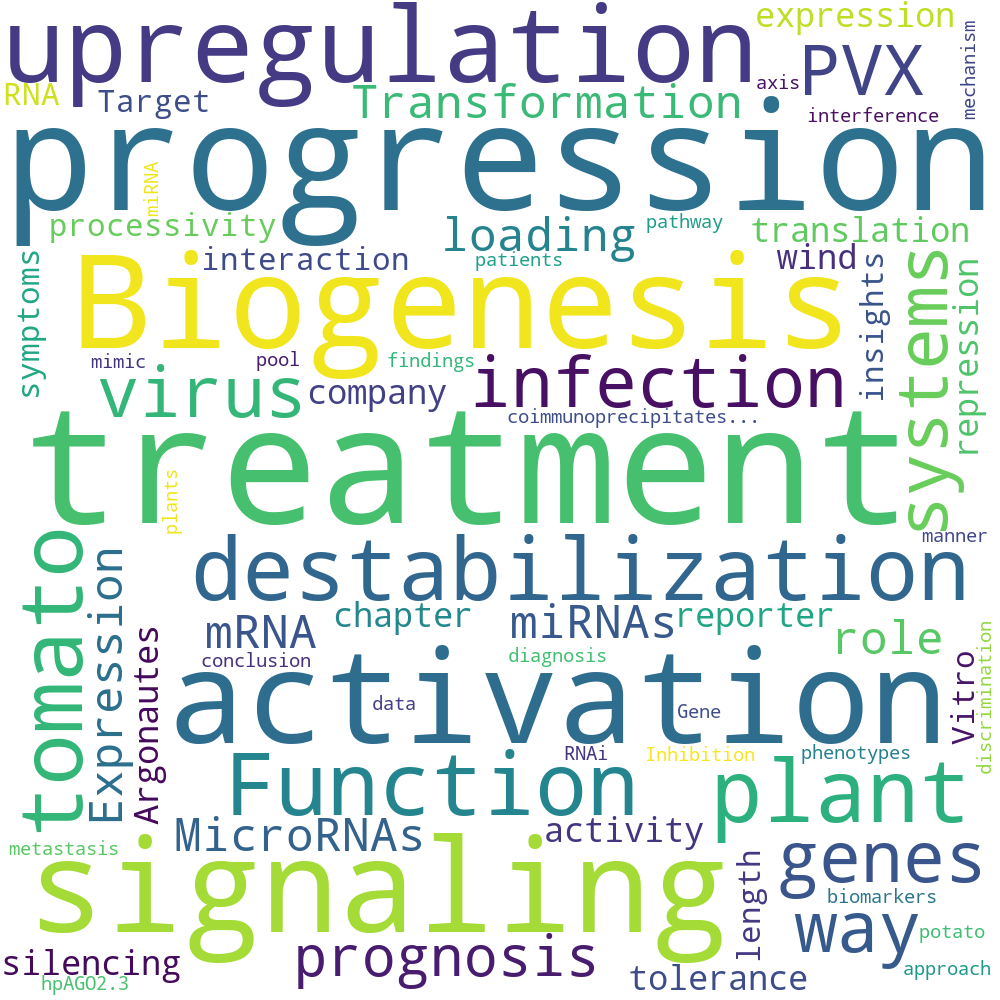 upregulation
expression
PVX
mechanism
axis
RNA
Target
Transformation
interference
progression
miRNA
processivity
loading
pathway
translation
symptoms
interaction
patients
wind
insights
systems
repression
Biogenesis
mimic
pool
findings
virus
company
infection
coimmunoprecipitates...
treatment
plants
manner
tomato
Expression
destabilization
Argonautes
mRNA
chapter
miRNAs
reporter
role
discrimination
conclusion
diagnosis
Vitro
activation
data
Gene
RNAi
Inhibition
phenotypes
Function
plant
MicroRNAs
activity
metastasis
signaling
length
genes
biomarkers
way
potato
silencing
prognosis
tolerance
approach
hpAGO2.3